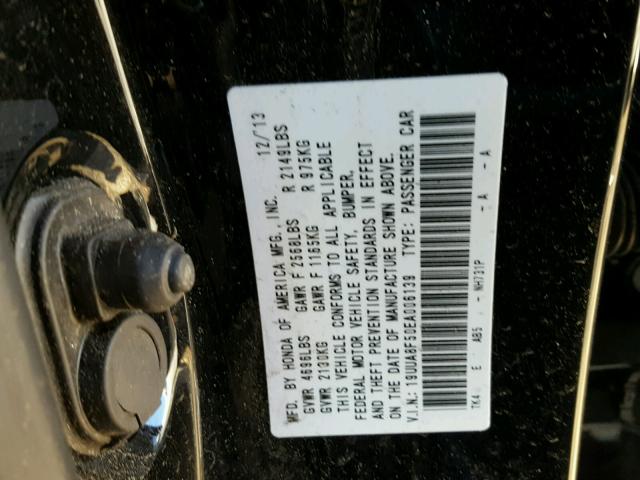 MFD. BY HONDA OF AMERICA MFG., INC. 12/13
GVWR 4696LBS GAWR F 2568LBS R 2149LBS
GVWR 2130KG GAWR F 1165KG R 975KG
THIS VEHICLE CONFORMS TO ALL APPLICABLE
FEDERAL MOTOR VEHICLE SAFETY, BUMPER,
AND THEFT PREVENTION STANDARDS IN EFFECT
ON THE DATE OF MANUFACTURE SHOWN ABOVE.
V.I.N.: 19UUA8F50EA006139 TYPE: PASSENGER CAR
TK4 E AB5 - NH731P - A - A